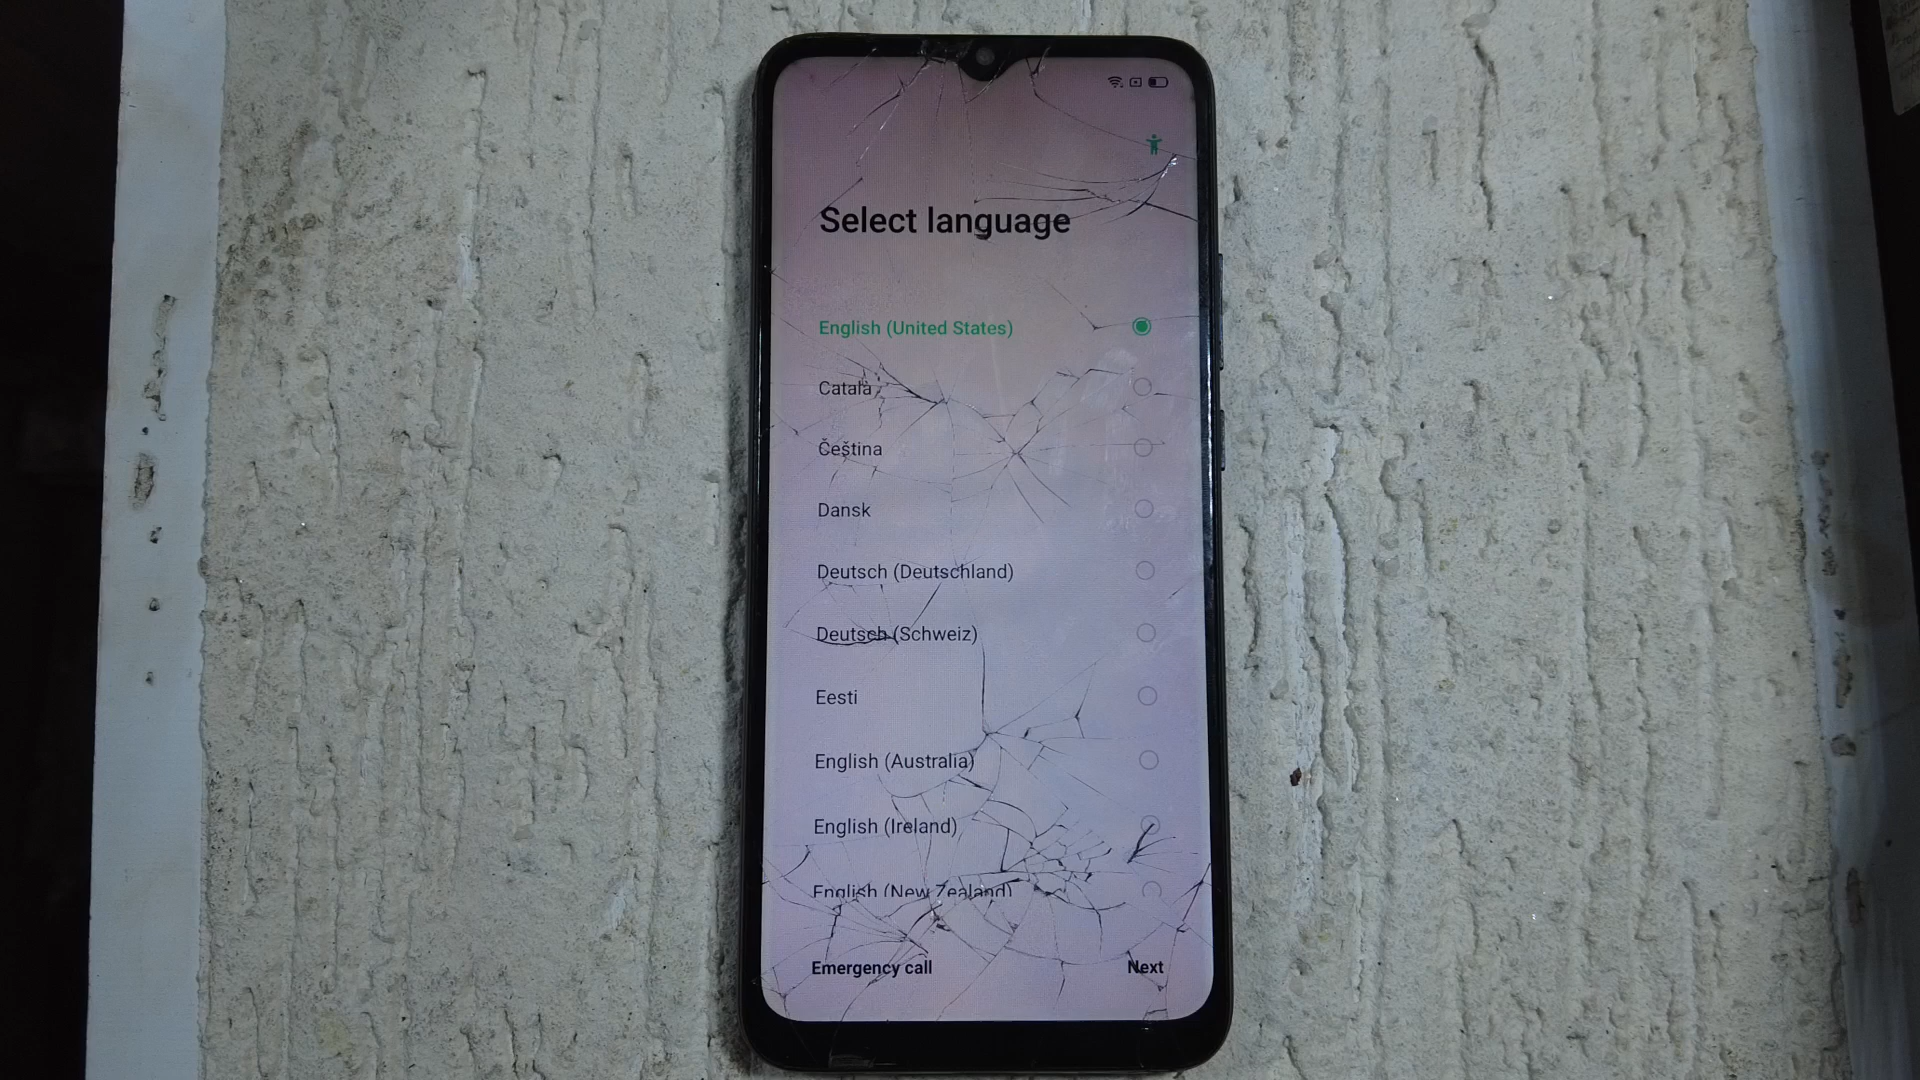 Select language
English (United States)
Català
Čeština
Dansk
Deutsch (Deutschland)
Deutsch (Schweiz)
Eesti
English (Australia)
English (Ireland)
English (New Zealand)
Emergency call
Next